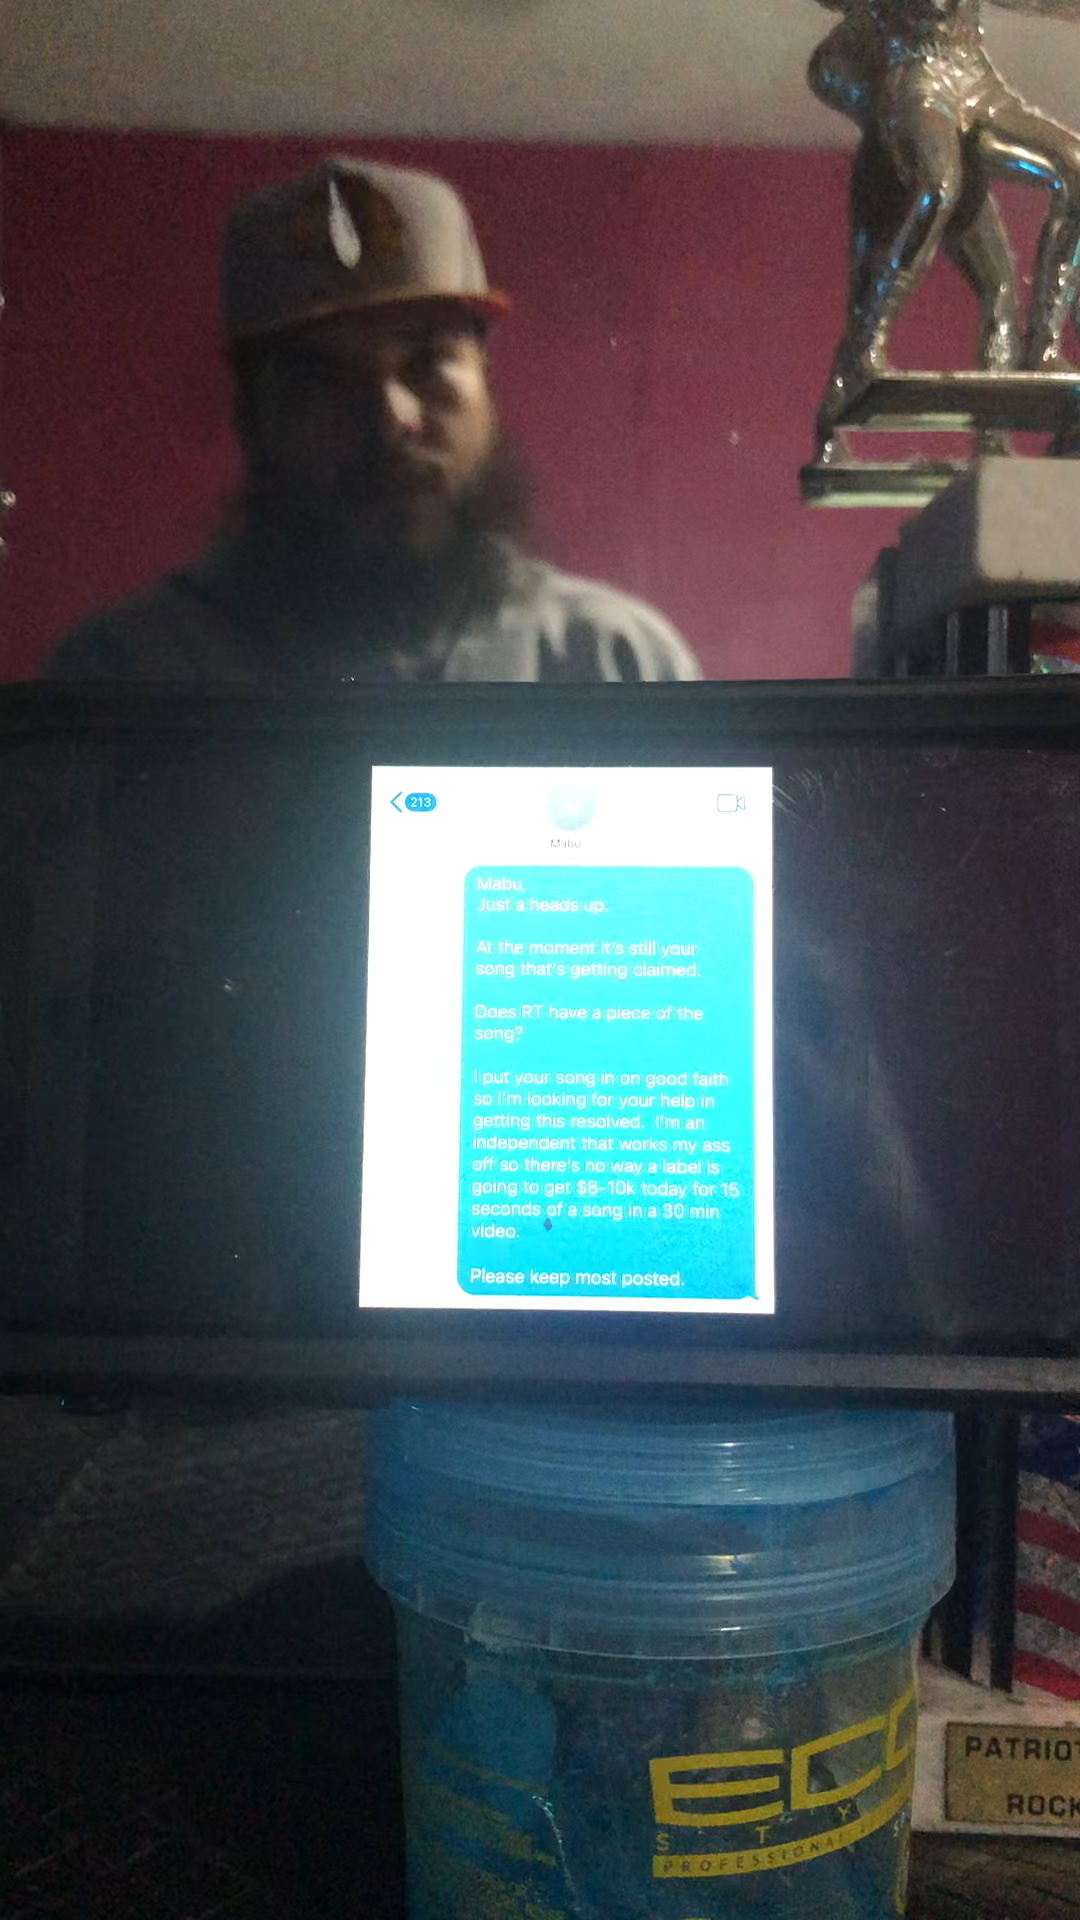 213
Mabu
Mabu,
Just a heads up.
At the moment it's still your
song that's getting claimed.
Does RT have a piece of the
song?
I put your song in on good faith
so I'm looking for your help in
getting this resolved. I'm an
independent that works my ass
off so there's no way a label is
going to get $8-10k today for 15
seconds of a song in a 30 min
video.
Please keep most posted.
ECO
STY
PROFESSIONAL
PATRIOT
ROCK